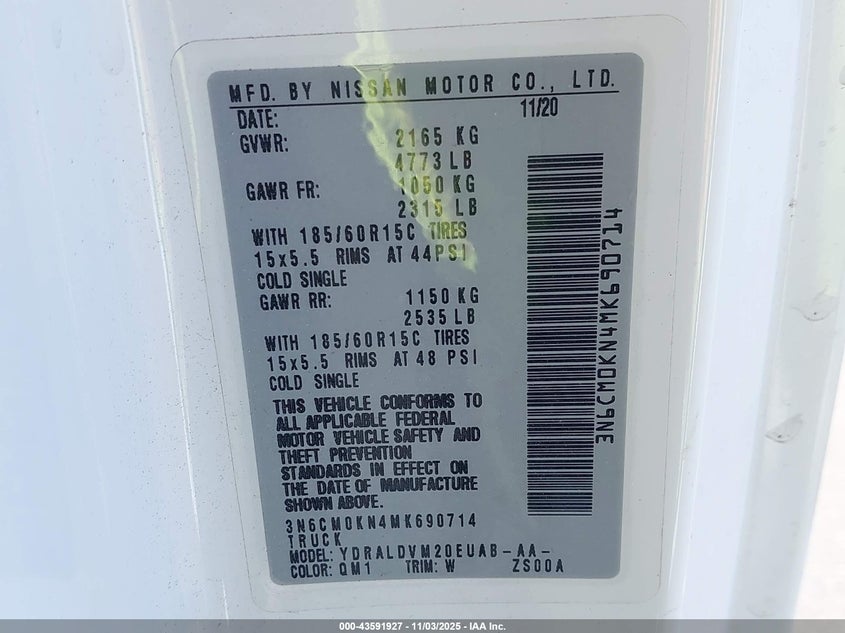 MFD. BY NISSAN MOTOR CO., LTD.
DATE: 11/20
GVWR: 2165 KG
4773 LB
GAWR FR: 1050 KG
2315 LB
WITH 185/60R15C TIRES
15x5.5 RIMS AT 44PSI
COLD SINGLE
GAWR RR: 1150 KG
2535 LB
WITH 185/60R15C TIRES
15x5.5 RIMS AT 48 PSI
COLD SINGLE
THIS VEHICLE CONFORMS TO
ALL APPLICABLE FEDERAL
MOTOR VEHICLE SAFETY AND
THEFT PREVENTION
STANDARDS IN EFFECT ON
THE DATE OF MANUFACTURE
SHOWN ABOVE.
3N6CM0KN4MK690714
TRUCK
MODEL: YDRALDVM20EUAB-AA-
COLOR: QM1 TRIM: W ZS00A
3N6CM0KN4MK690714
000-43591927 - 11/03/2025 - IAA Inc.